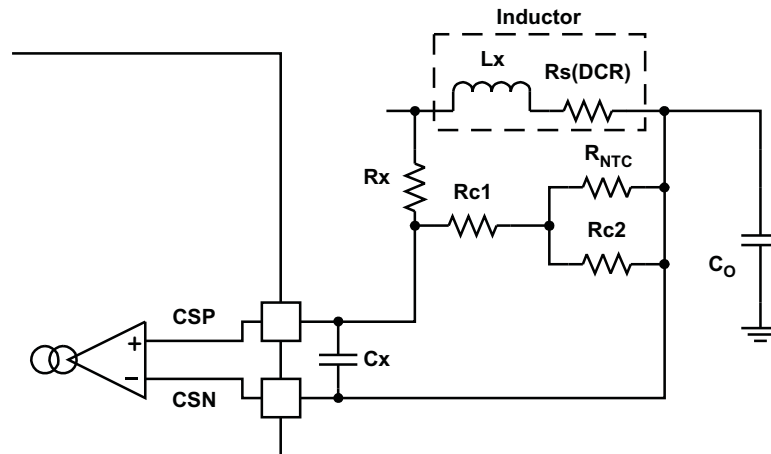 Inductor
Lx
Rs(DCR)
Rx
Rc1
RNTC
Rc2
CO
CSP
+
Cx
−
CSN